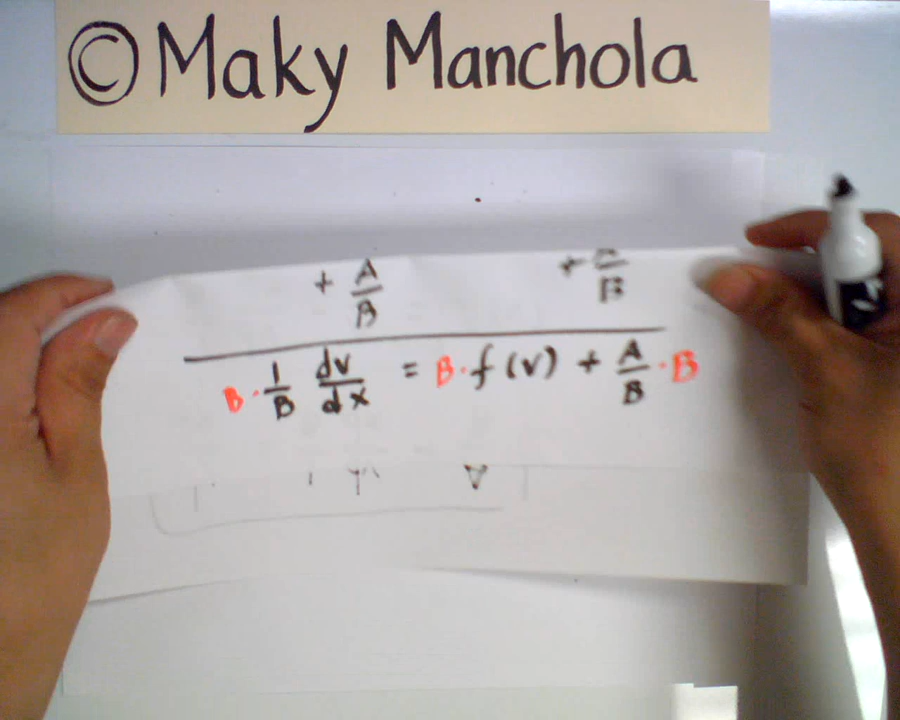 © Maky Manchola
+ A/B + /B
B · 1/B dv/dx = B · f(v) + A/B · B